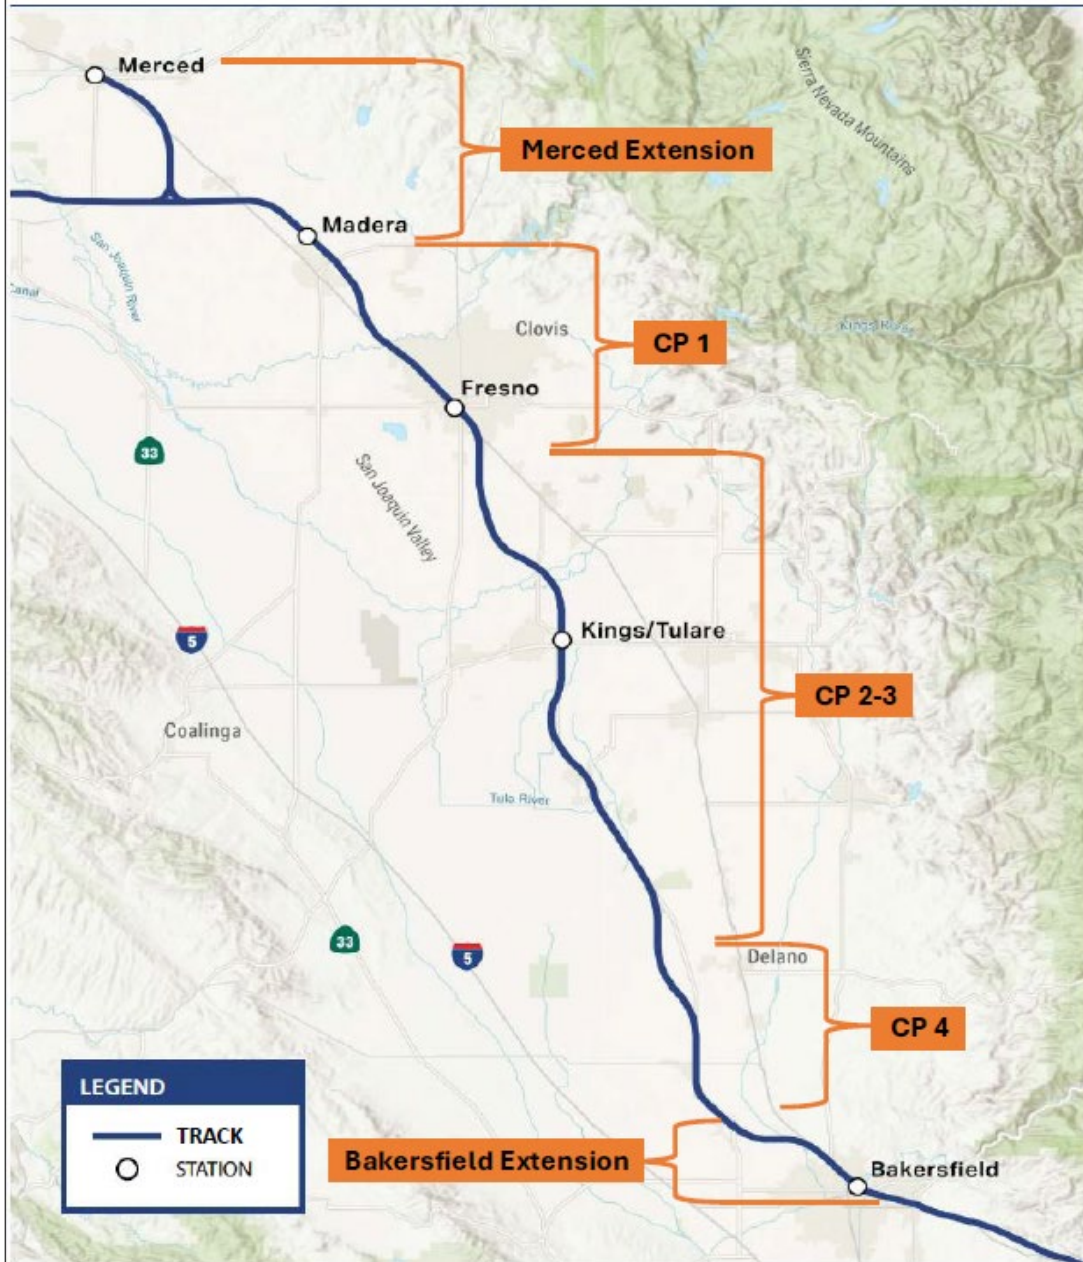 Merced
Sierra Nevada Mountains
Merced Extension
Madera
San Joaquin River
Canal
Clovis
CP 1
Kings River
Fresno
33
San Joaquin Valley
Kings/Tulare
5
CP 2-3
Coalinga
Tule River
33
5
Delano
CP 4
LEGEND
TRACK
STATION
Bakersfield Extension
Bakersfield